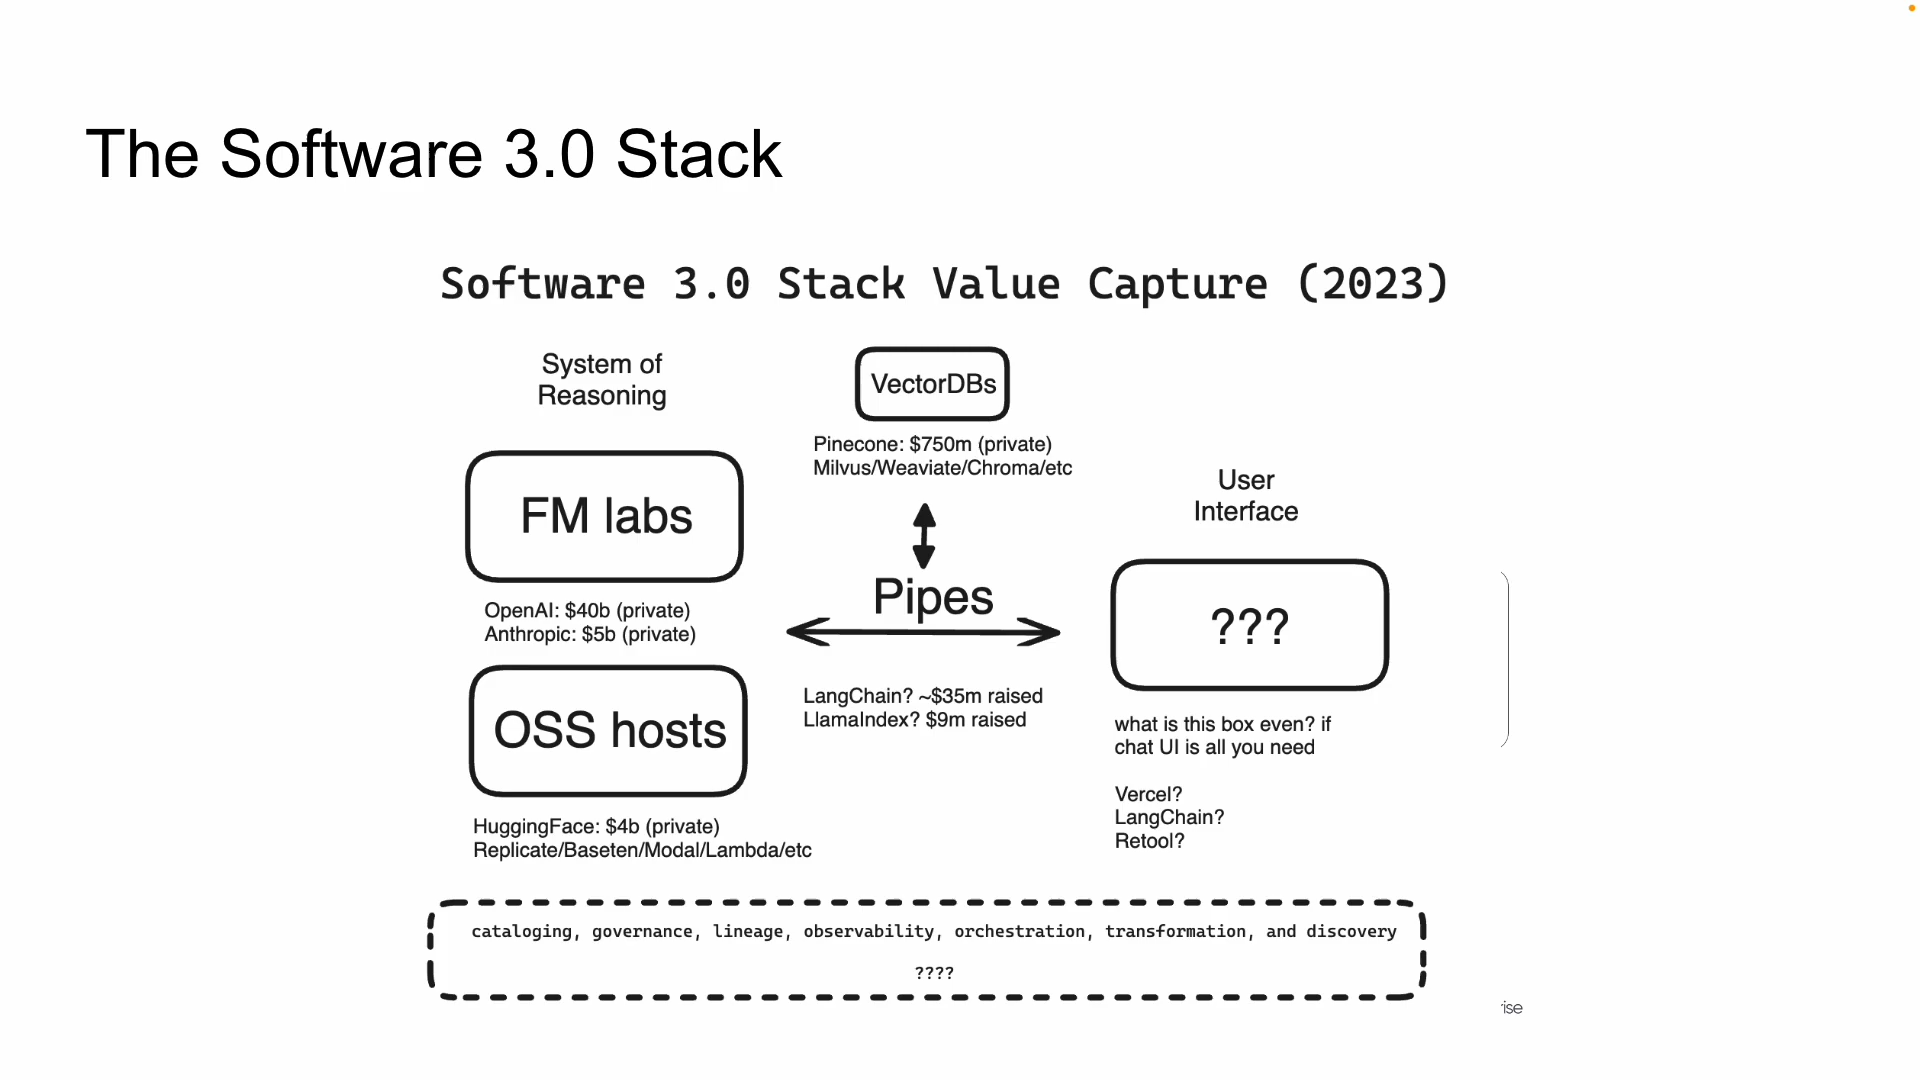 The Software 3.0 Stack
Software 3.0 Stack Value Capture (2023)
System of
Reasoning
FM labs
OpenAI: $40b (private)
Anthropic: $5b (private)
OSS hosts
HuggingFace: $4b (private)
Replicate/Baseten/Modal/Lambda/etc
VectorDBs
Pinecone: $750m (private)
Milvus/Weaviate/Chroma/etc
Pipes
LangChain? ~$35m raised
LlamaIndex? $9m raised
User
Interface
???
what is this box even? if
chat UI is all you need
Vercel?
LangChain?
Retool?
cataloging, governance, lineage, observability, orchestration, transformation, and discovery
????